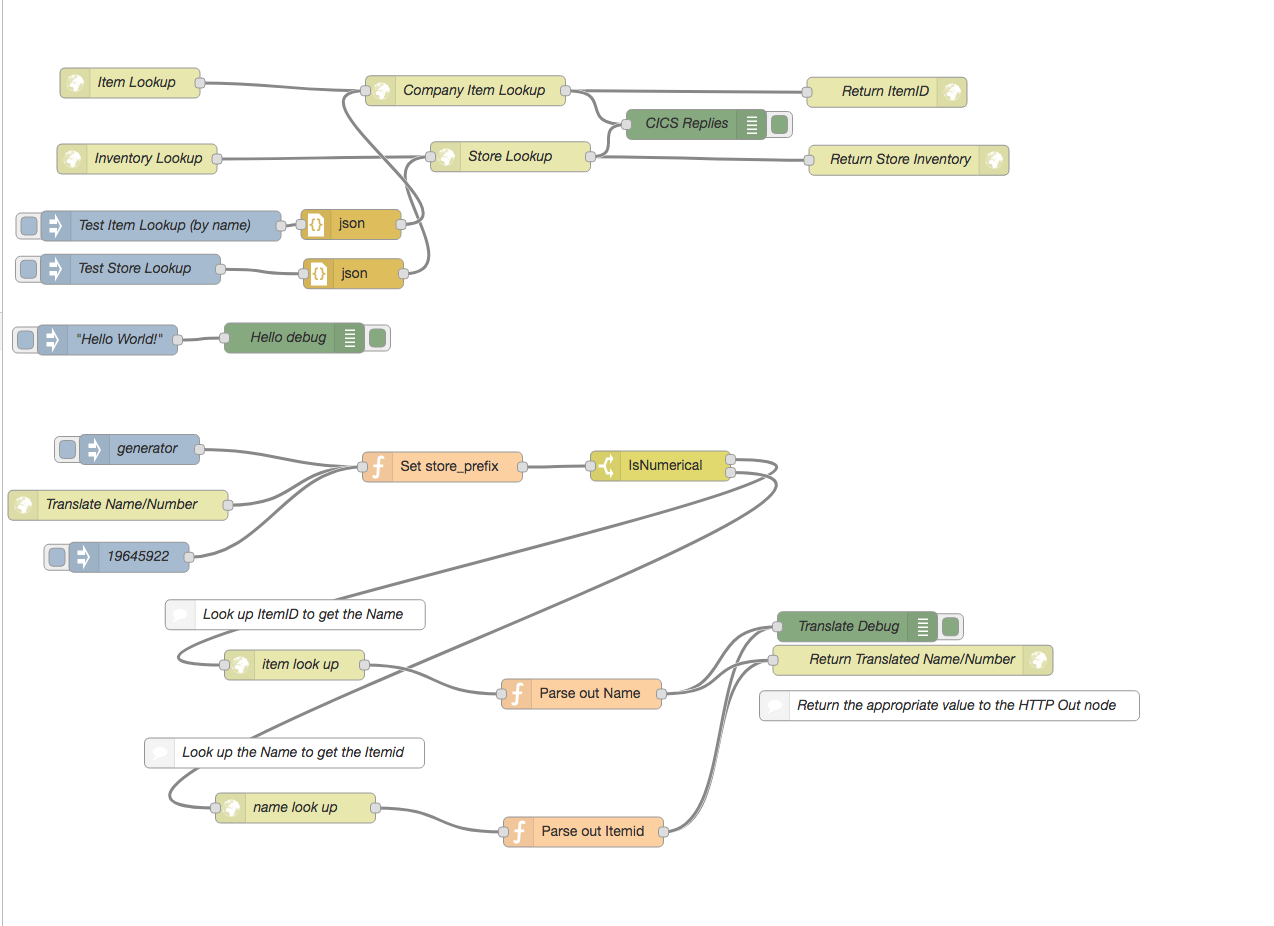 Item Lookup
Company Item Lookup
Return ItemID
CICS Replies
Inventory Lookup
Store Lookup
Return Store Inventory
Test Item Lookup (by name)
{} json
Test Store Lookup
{} json
"Hello World!"
Hello debug
generator
Set store_prefix
IsNumerical
Translate Name/Number
19645922
Look up ItemID to get the Name
Translate Debug
item look up
Return Translated Name/Number
Parse out Name
Return the appropriate value to the HTTP Out node
Look up the Name to get the Itemid
name look up
Parse out Itemid